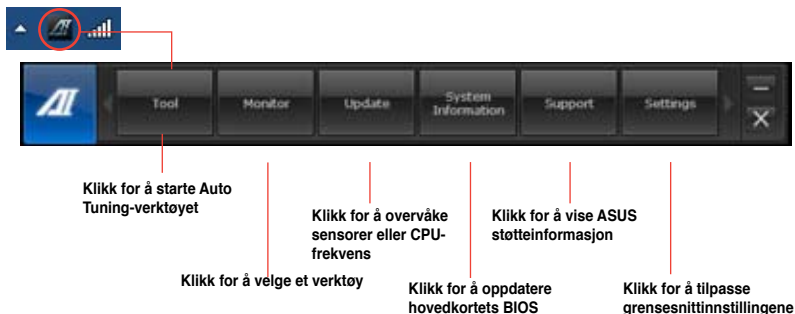 Tool
Monitor
Update
System
Information
Support
Settings
Klikk for å starte Auto
Tuning-verktøyet
Klikk for å velge et verktøy
Klikk for å overvåke
sensorer eller CPU-
frekvens
Klikk for å oppdatere
hovedkortets BIOS
Klikk for å vise ASUS
støtteinformasjon
Klikk for å tilpasse
grensesnittinnstillingene